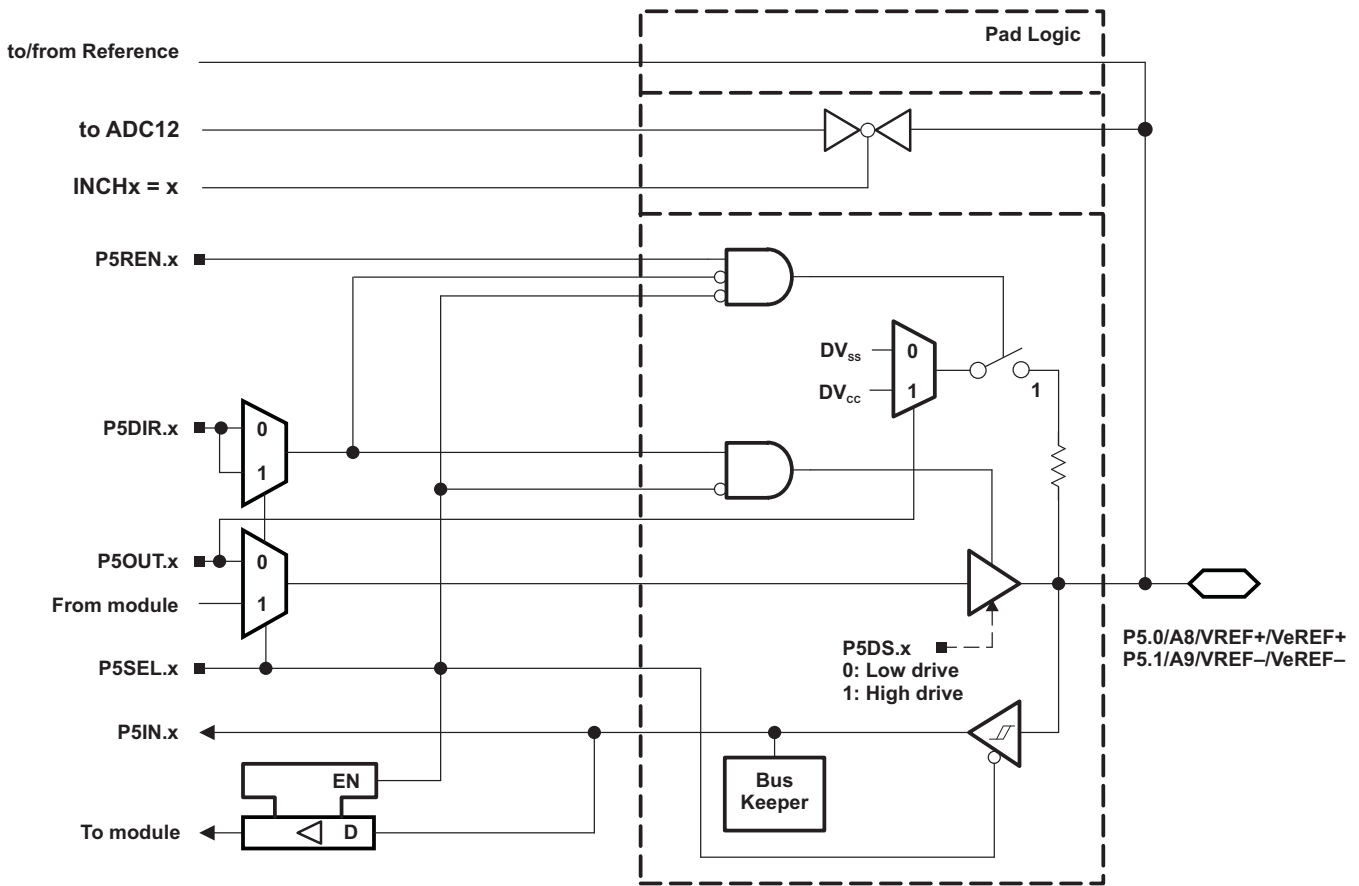 Pad Logic
to/from Reference
to ADC12
INCHx = x
P5REN.x
DVSS
0
DVCC
1
1
P5DIR.x
0
1
P5OUT.x
0
From module
1
P5SEL.x
P5DS.x
0: Low drive
1: High drive
P5.0/A8/VREF+/VeREF+
P5.1/A9/VREF–/VeREF–
P5IN.x
Bus
Keeper
EN
To module
D